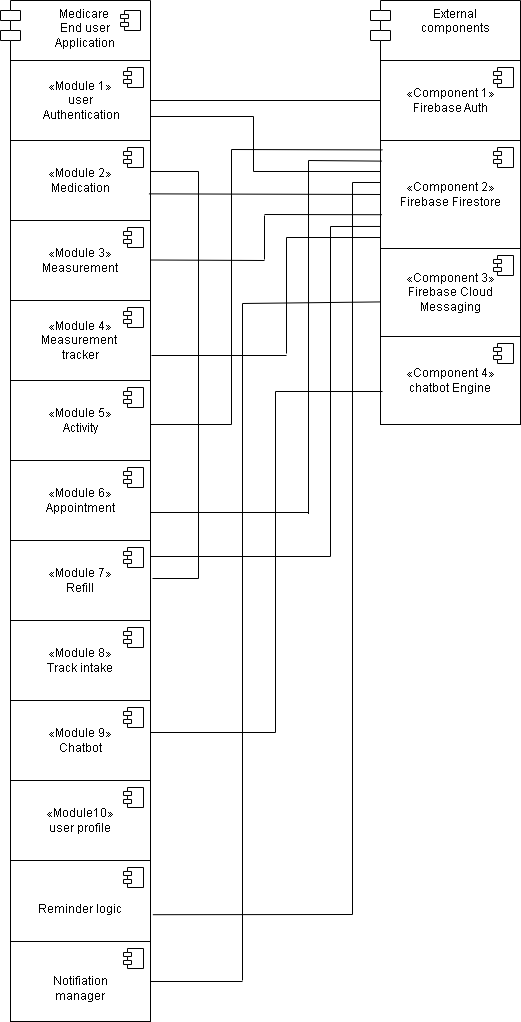 Medicare
End user
Application
«Module 1»
user
Authentication
«Module 2»
Medication
«Module 3»
Measurement
«Module 4»
Measurement
tracker
«Module 5»
Activity
«Module 6»
Appointment
«Module 7»
Refill
«Module 8»
Track intake
«Module 9»
Chatbot
«Module10»
user profile
Reminder logic
Notifiation
manager
External
components
«Component 1»
Firebase Auth
«Component 2»
Firebase Firestore
«Component 3»
Firebase Cloud
Messaging
«Component 4»
chatbot Engine